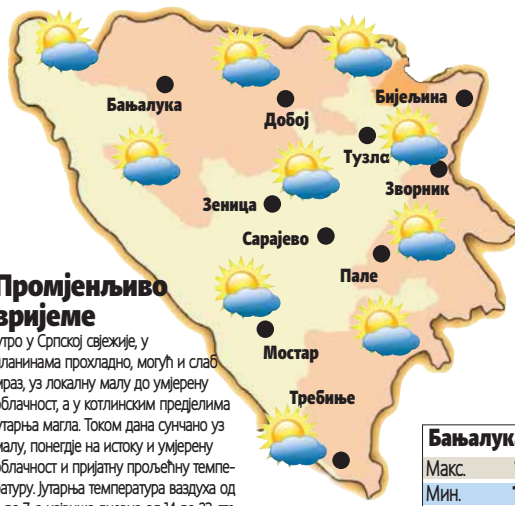 Бањалука
Добој
Бијељина
Тузла
Зворник
Зеница
Сарајево
Пале
Мостар
Требиње
Промјенљиво
вријеме
утро у Српској свјежије, у
планинама прохладно, могућ и слаб
мраз, уз локалну малу до умјерену
облачност, а у котлинским предјелима
јутарња магла. Током дана сунчано уз
малу, понегдје на истоку и умјерену
облачност и пријатну прољећну темпе-
ратуру. Јутарња температура ваздуха од
Бањалук
Макс.
Мин.